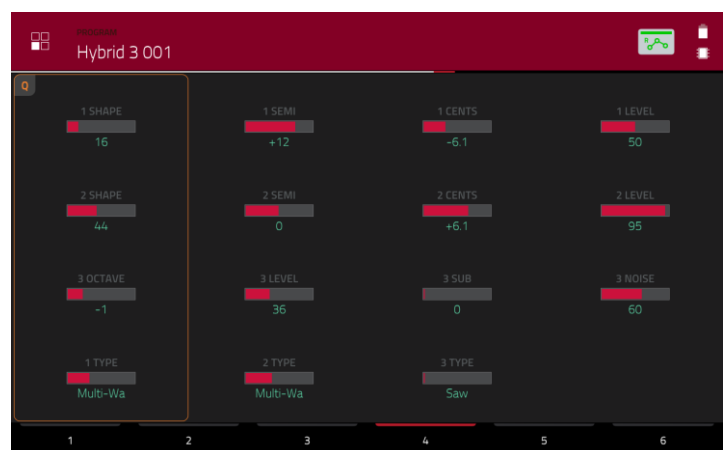 PROGRAM
Hybrid 3 001
Q
1 SHAPE 1 SEMI 1 CENTS 1 LEVEL
16 +12 -6.1 50
2 SHAPE 2 SEMI 2 CENTS 2 LEVEL
44 0 +6.1 95
3 OCTAVE 3 LEVEL 3 SUB 3 NOISE
-1 36 0 60
1 TYPE 2 TYPE 3 TYPE
Multi-Wa Multi-Wa Saw
1 2 3 4 5 6